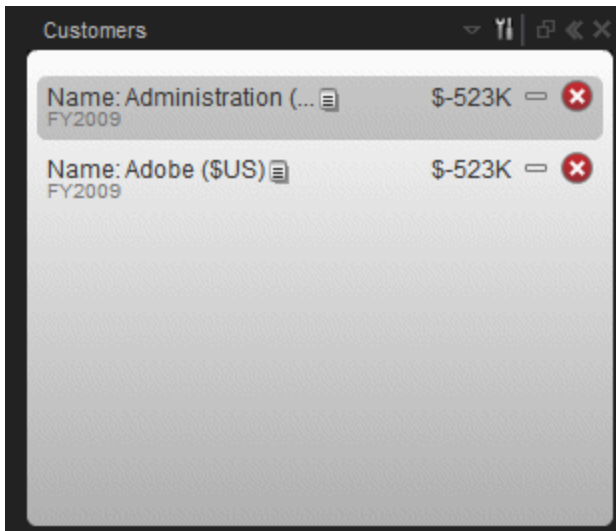 Customers
Name: Administration (... $-523K
FY2009
Name: Adobe ($US) $-523K
FY2009